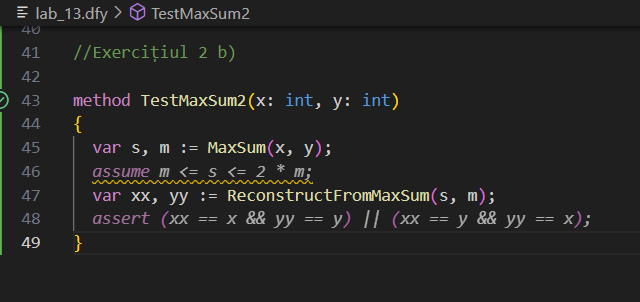 lab_13.dfy > TestMaxSum2
40
41 //Exercițiul 2 b)
42
43 method TestMaxSum2(x: int, y: int)
44 {
45 var s, m := MaxSum(x, y);
46 assume m <= s <= 2 * m;
47 var xx, yy := ReconstructFromMaxSum(s, m);
48 assert (xx == x && yy == y) || (xx == y && yy == x);
49 }